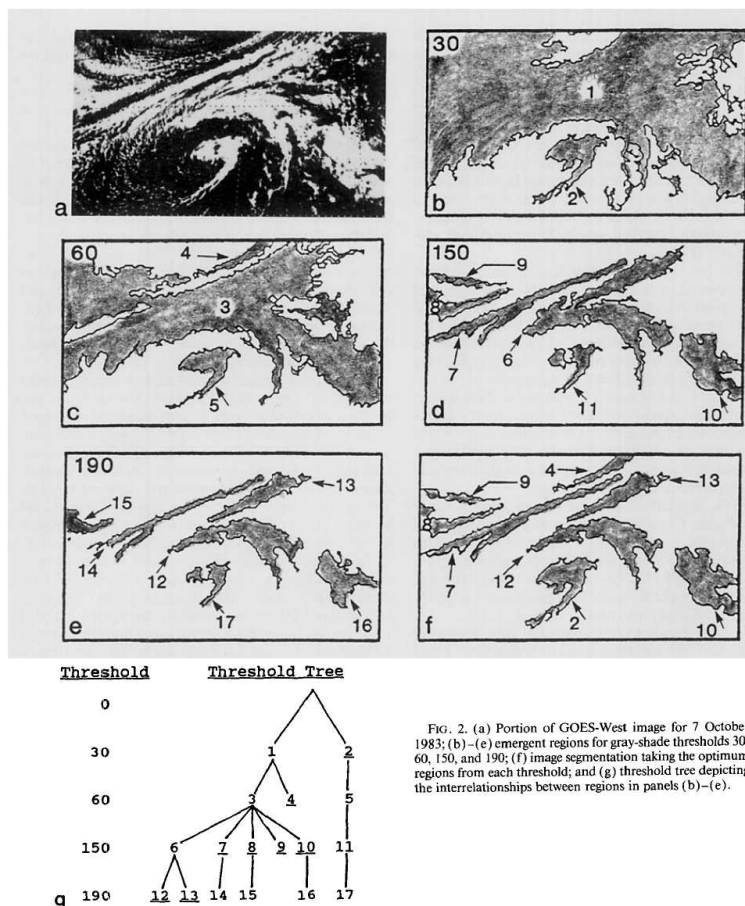 a
30
1
2
b
60
4
3
5
c
150
9
8
7
6
11
10
d
190
15
14
12
13
17
16
e
4
9
8
7
12
13
2
10
f
Threshold Threshold Tree
0
30 1 2
60 3 4 5
150 6 7 8 9 10 11
g 190 12 13 14 15 16 17
FIG. 2. (a) Portion of GOES-West image for 7 Octobe
1983; (b)–(e) emergent regions for gray-shade thresholds 30
60, 150, and 190; (f) image segmentation taking the optimum
regions from each threshold; and (g) threshold tree depicting
the interrelationships between regions in panels (b)–(e).